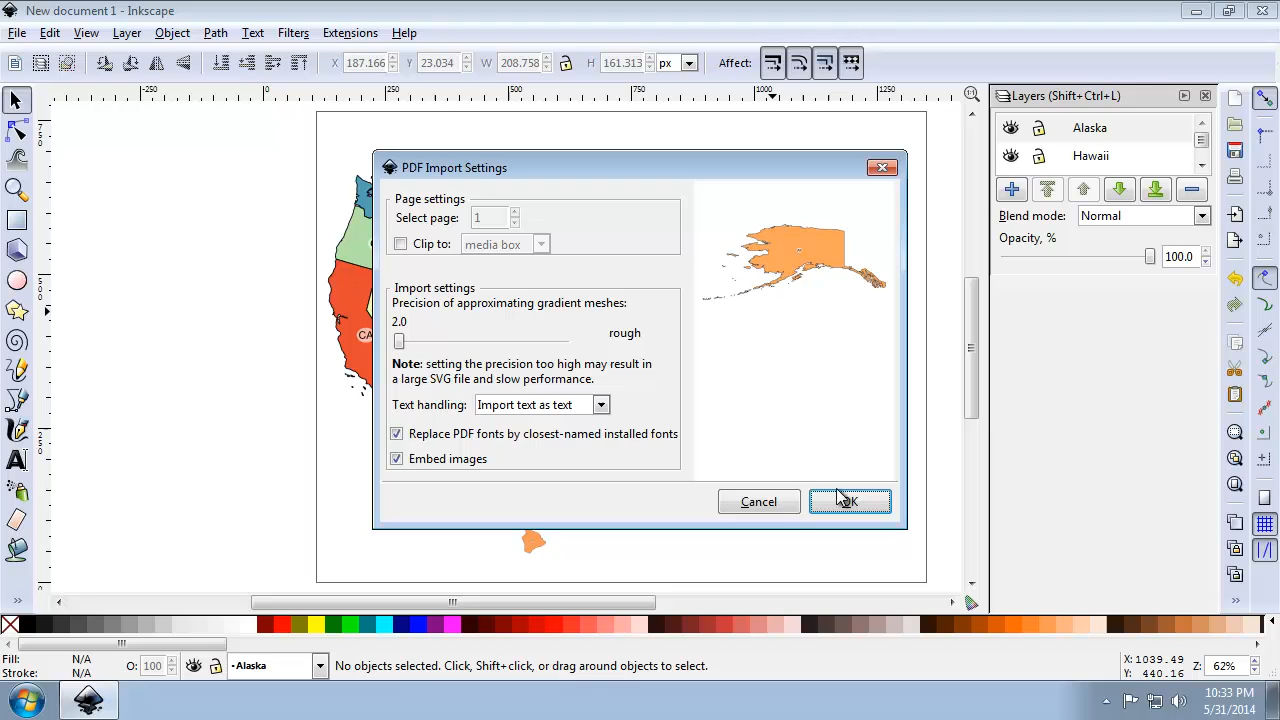 New document 1 - Inkscape
File Edit View Layer Object Path Text Filters Extensions Help
X 187.166 Y 23.034 W 208.758 H 161.313 px Affect:
-250 250 500 750 1000 1250
Layers (Shift+Ctrl+L)
Alaska
Hawaii
Blend mode: Normal
Opacity, % 100.0
PDF Import Settings
Page settings
Select page: 1
Clip to: media box
Import settings
Precision of approximating gradient meshes:
2.0
rough
Note: setting the precision too high may result in
a large SVG file and slow performance.
Text handling: Import text as text
Replace PDF fonts by closest-named installed fonts
Embed images
Cancel OK
CA
Fill: N/A
Stroke: N/A
O: 100
Alaska
No objects selected. Click, Shift+click, or drag around objects to select.
X: 1039.49
Y: 440.16
Z: 62%
10:33 PM
5/31/2014